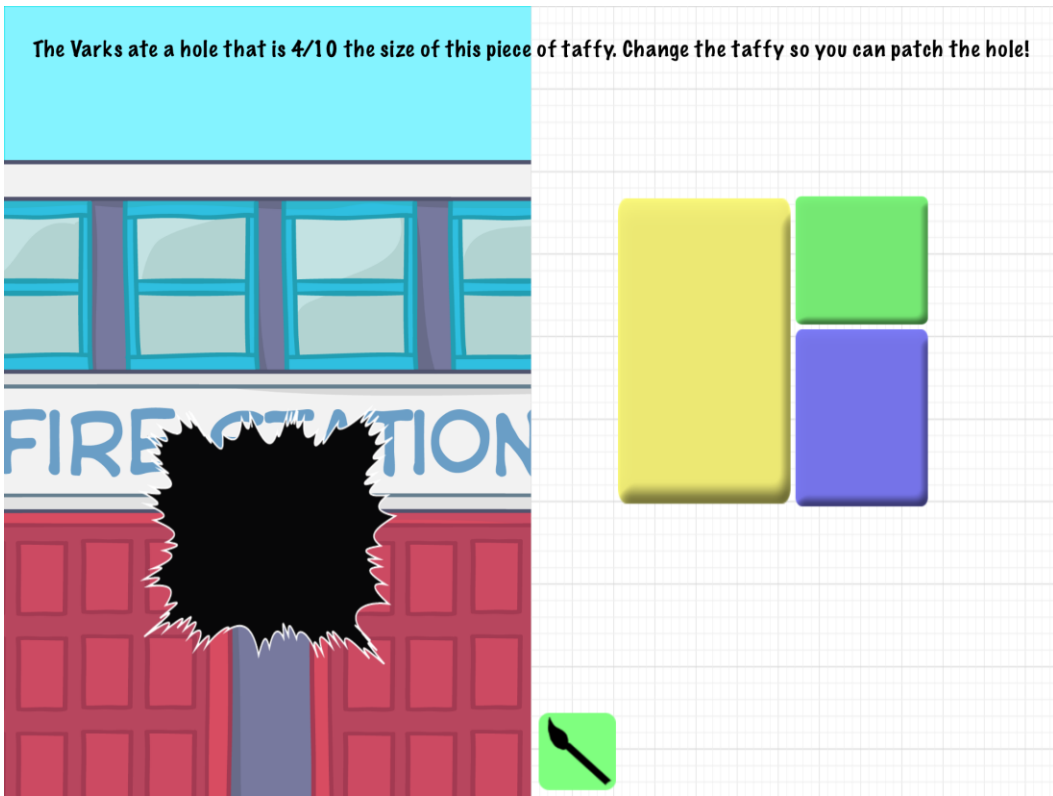 The Varks ate a hole that is 4/10 the size of this piece of taffy. Change the taffy so you can patch the hole!
FIRE STATION